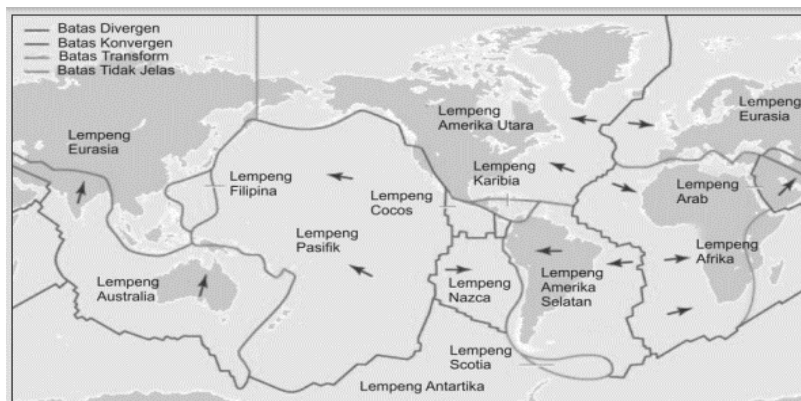 Batas Divergen
Batas Konvergen
Batas Transform
Batas Tidak Jelas
Lempeng
Eurasia
Lempeng
Filipina
Lempeng
Pasifik
Lempeng
Australia
Lempeng
Amerika Utara
Lempeng
Karibia
Lempeng
Cocos
Lempeng
Nazca
Lempeng
Amerika
Selatan
Lempeng
Scotia
Lempeng Antartika
Lempeng
Eurasia
Lempeng
Arab
Lempeng
Afrika